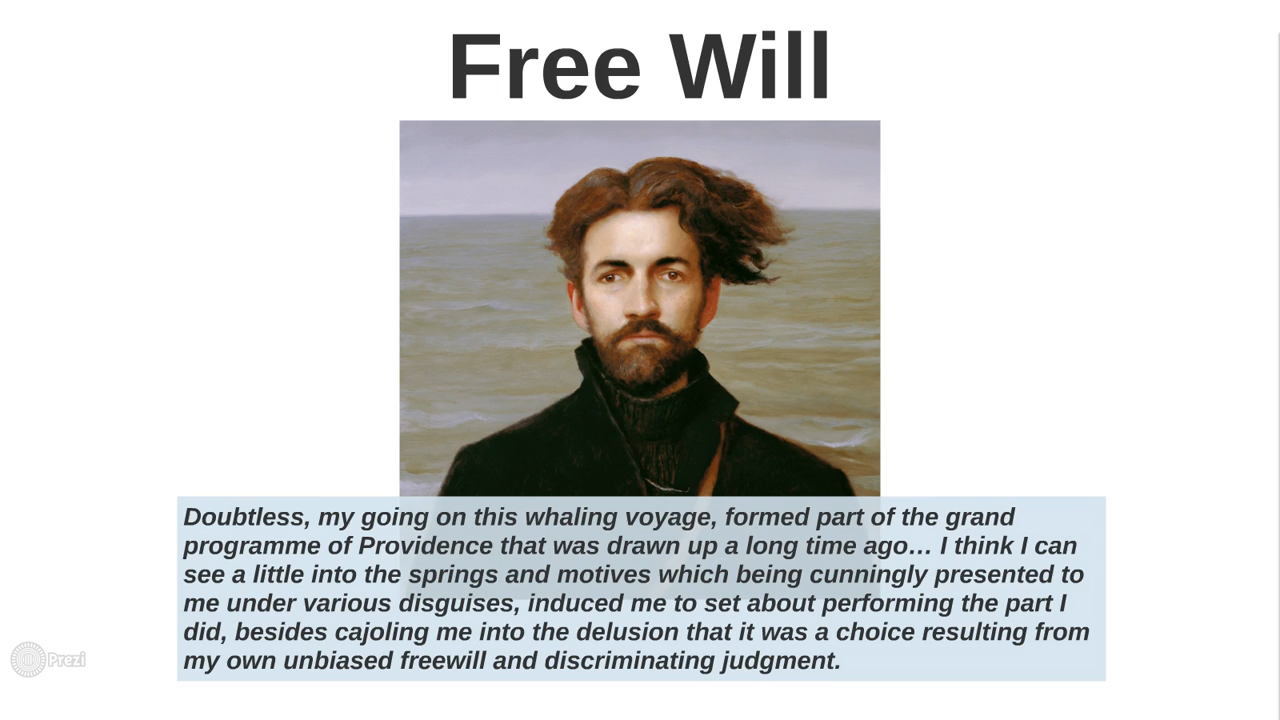 Free Will
Doubtless, my going on this whaling voyage, formed part of the grand
programme of Providence that was drawn up a long time ago… I think I can
see a little into the springs and motives which being cunningly presented to
me under various disguises, induced me to set about performing the part I
did, besides cajoling me into the delusion that it was a choice resulting from
my own unbiased freewill and discriminating judgment.
Prezi